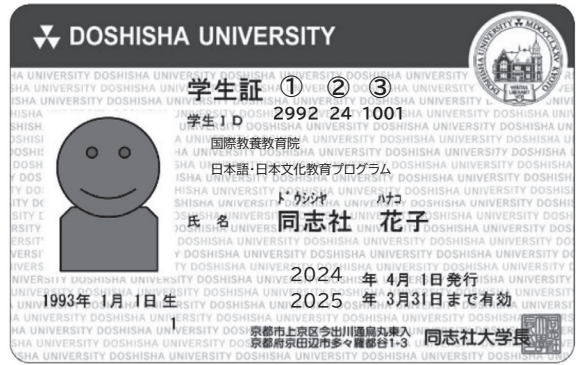 DOSHISHA UNIVERSITY
学生証 ① ② ③
学生ID 2992 24 1001
国際教養教育院
日本語・日本文化教育プログラム
ドウシシャ ハナコ
氏 名 同志社 花子
2024 年 4月 1日発行
1993年 1月 1日 生 2025 年 3月31日まで有効
1
京都市上京区今出川通烏丸東入
京都府京田辺市多々羅都谷1-3 同志社大学長